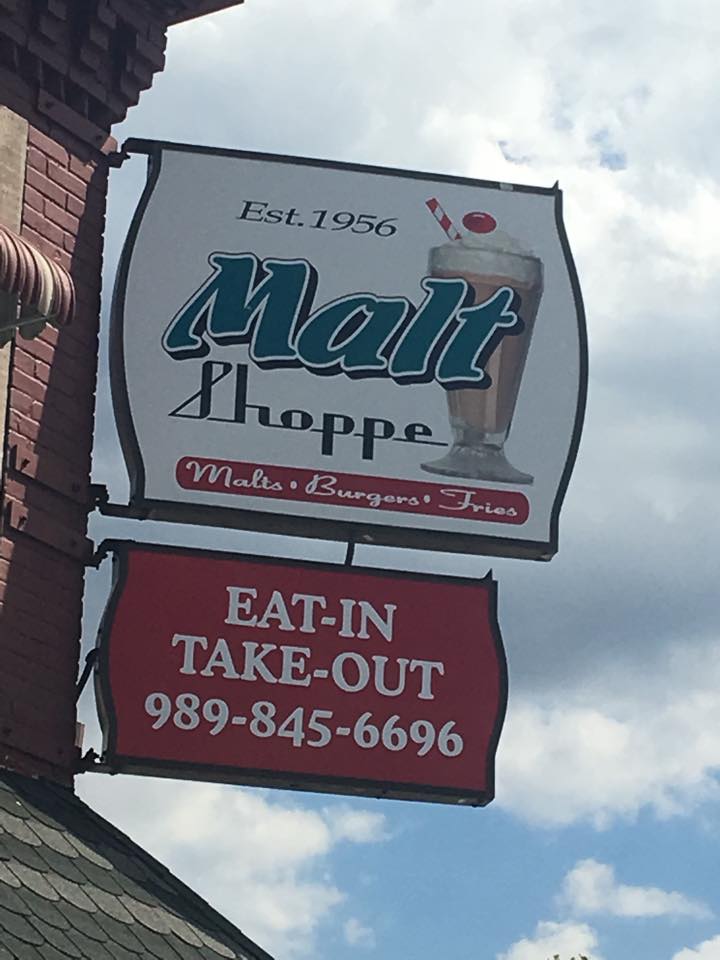 Est.1956
Malt
Shoppe
Malts • Burgers • Fries
EAT-IN
TAKE-OUT
989-845-6696